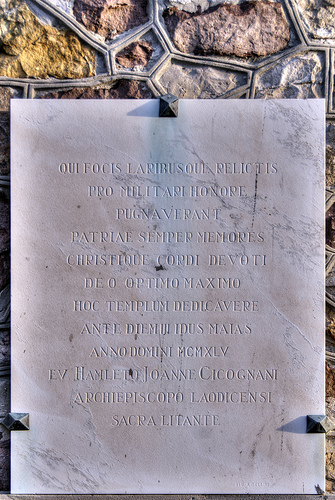 QUI FOCIS LARIBUSQUE RELICTIS
PRO MILITARI HONORE
PUGNAVERANT
PATRIAE SEMPER MEMORES
CHRISTIQUE CORDI DEVOTI
DEO OPTIMO MAXIMO
HOC TEMPLUM DEDICAVERE
ANTE DIEM III IDUS MAIAS
ANNO DOMINI MCMXLV
HAMLETO JOANNE CICOGNANI
ARCHIEPISCOPO LAODICENSI
SACRA LITANTE